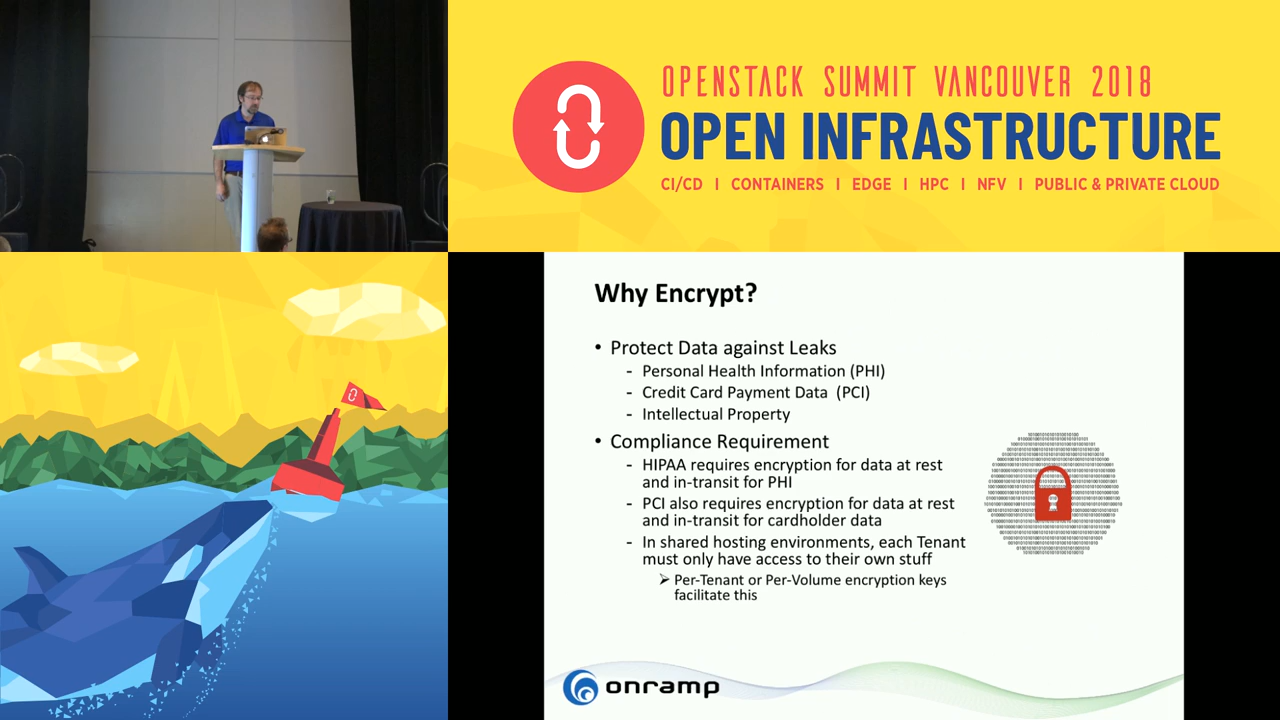 OPENSTACK SUMMIT VANCOUVER 2018
OPEN INFRASTRUCTURE
CI/CD I CONTAINERS I EDGE I HPC I NFV I PUBLIC & PRIVATE CLOUD
Why Encrypt?
• Protect Data against Leaks
- Personal Health Information (PHI)
- Credit Card Payment Data (PCI)
- Intellectual Property
• Compliance Requirement
- HIPAA requires encryption for data at rest
and in-transit for PHI
- PCI also requires encryption for data at rest
and in-transit for cardholder data
- In shared hosting environments, each Tenant
must only have access to their own stuff
➢ Per-Tenant or Per-Volume encryption keys
facilitate this
onramp